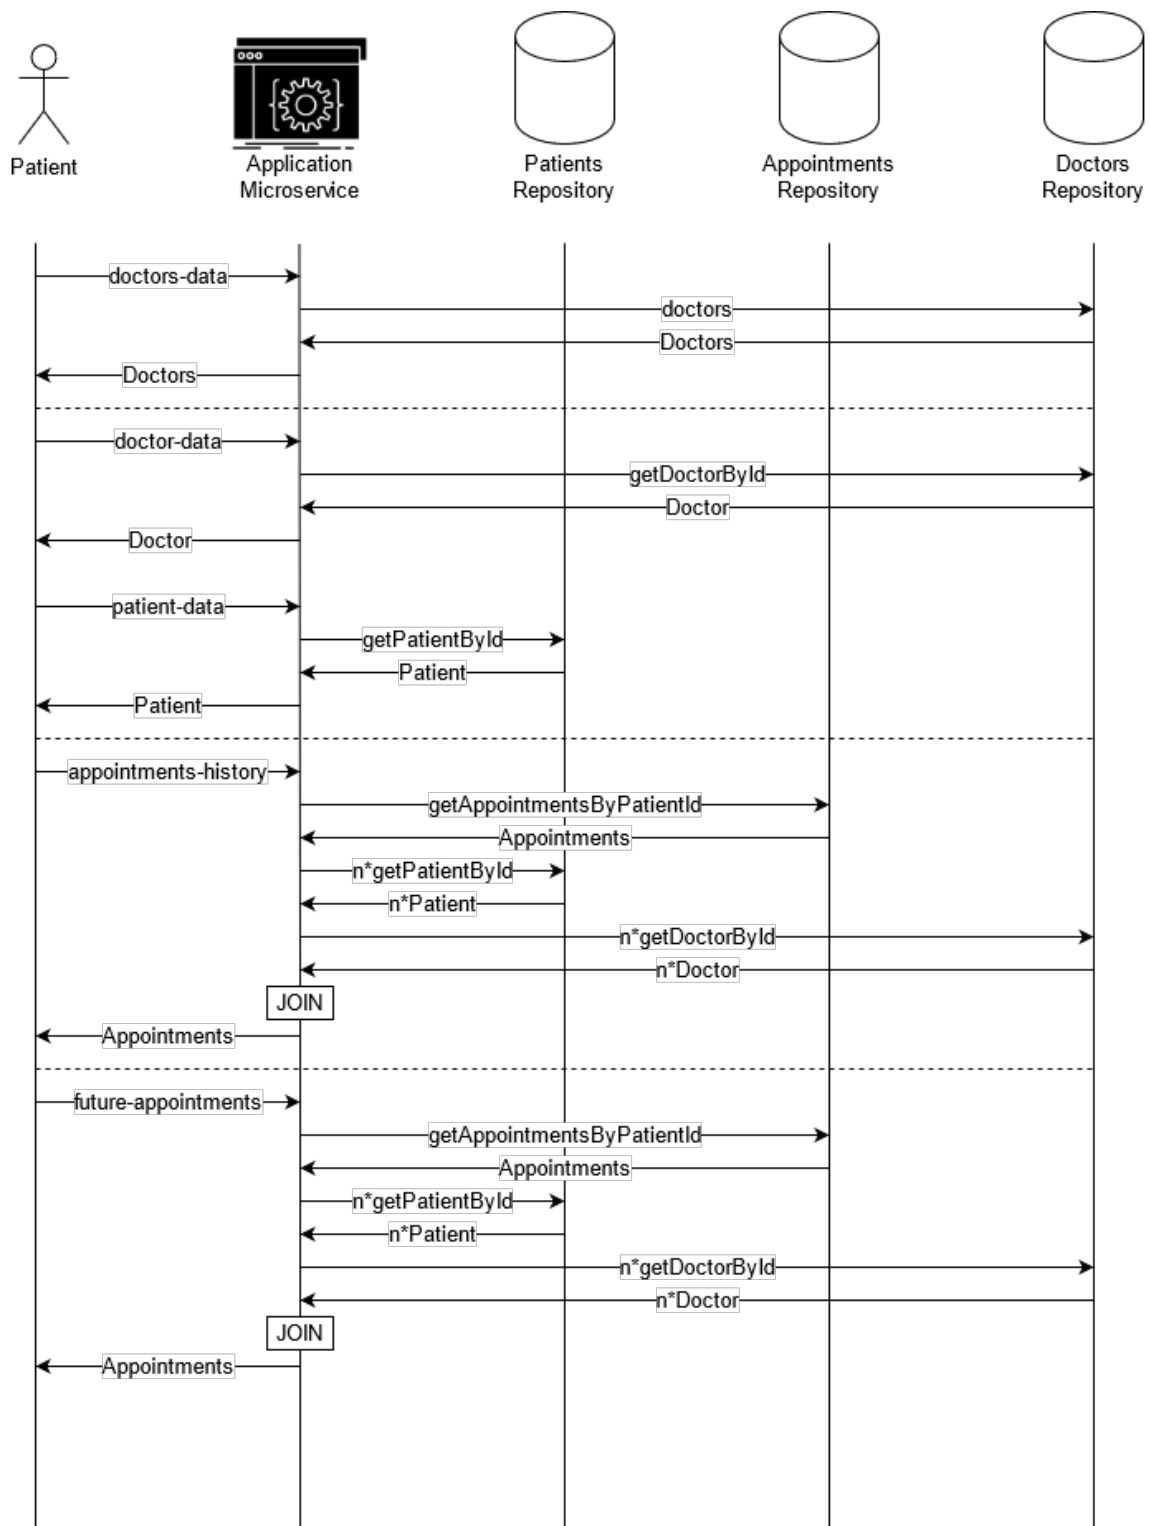 Patient
Application
Microservice
Patients
Repository
Appointments
Repository
Doctors
Repository
doctors-data
doctors
Doctors
Doctors
doctor-data
getDoctorById
Doctor
Doctor
patient-data
getPatientById
Patient
Patient
appointments-history
getAppointmentsByPatientId
Appointments
n*getPatientById
n*Patient
n*getDoctorById
n*Doctor
JOIN
Appointments
future-appointments
getAppointmentsByPatientId
Appointments
n*getPatientById
n*Patient
n*getDoctorById
n*Doctor
JOIN
Appointments